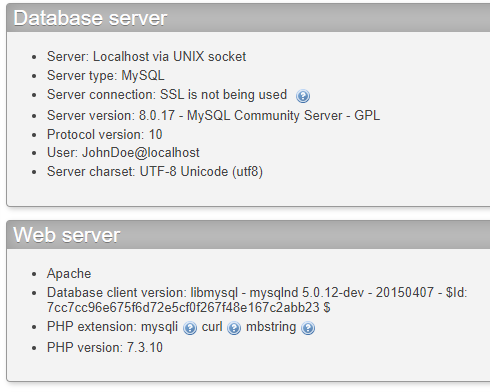 Database server
Server: Localhost via UNIX socket
Server type: MySQL
Server connection: SSL is not being used
Server version: 8.0.17 - MySQL Community Server - GPL
Protocol version: 10
User: JohnDoe@localhost
Server charset: UTF-8 Unicode (utf8)
Web server
Apache
Database client version: libmysql - mysqlnd 5.0.12-dev - 20150407 - $Id:
7cc7cc96e675f6d72e5cf0f267f48e167c2abb23 $
PHP extension: mysqli curl mbstring
PHP version: 7.3.10